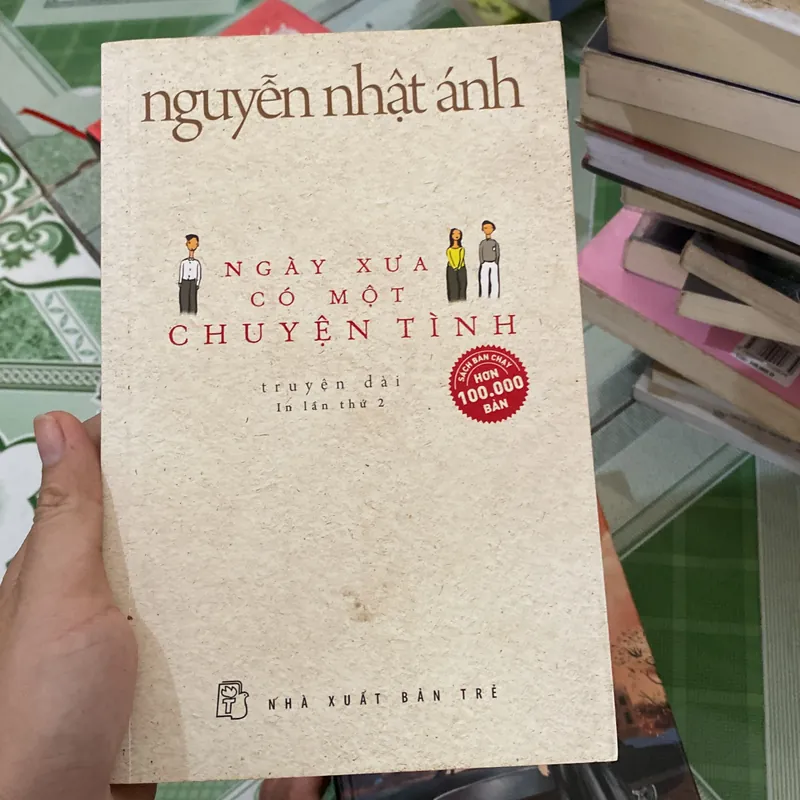 nguyễn nhật ánh
NGÀY XƯA
CÓ MỘT
CHUYỆN TÌNH
truyện dài
In lần thứ 2
SÁCH BÁN CHẠY
HƠN
100.000
BẢN
T
NHÀ XUẤT BẢN TRẺ